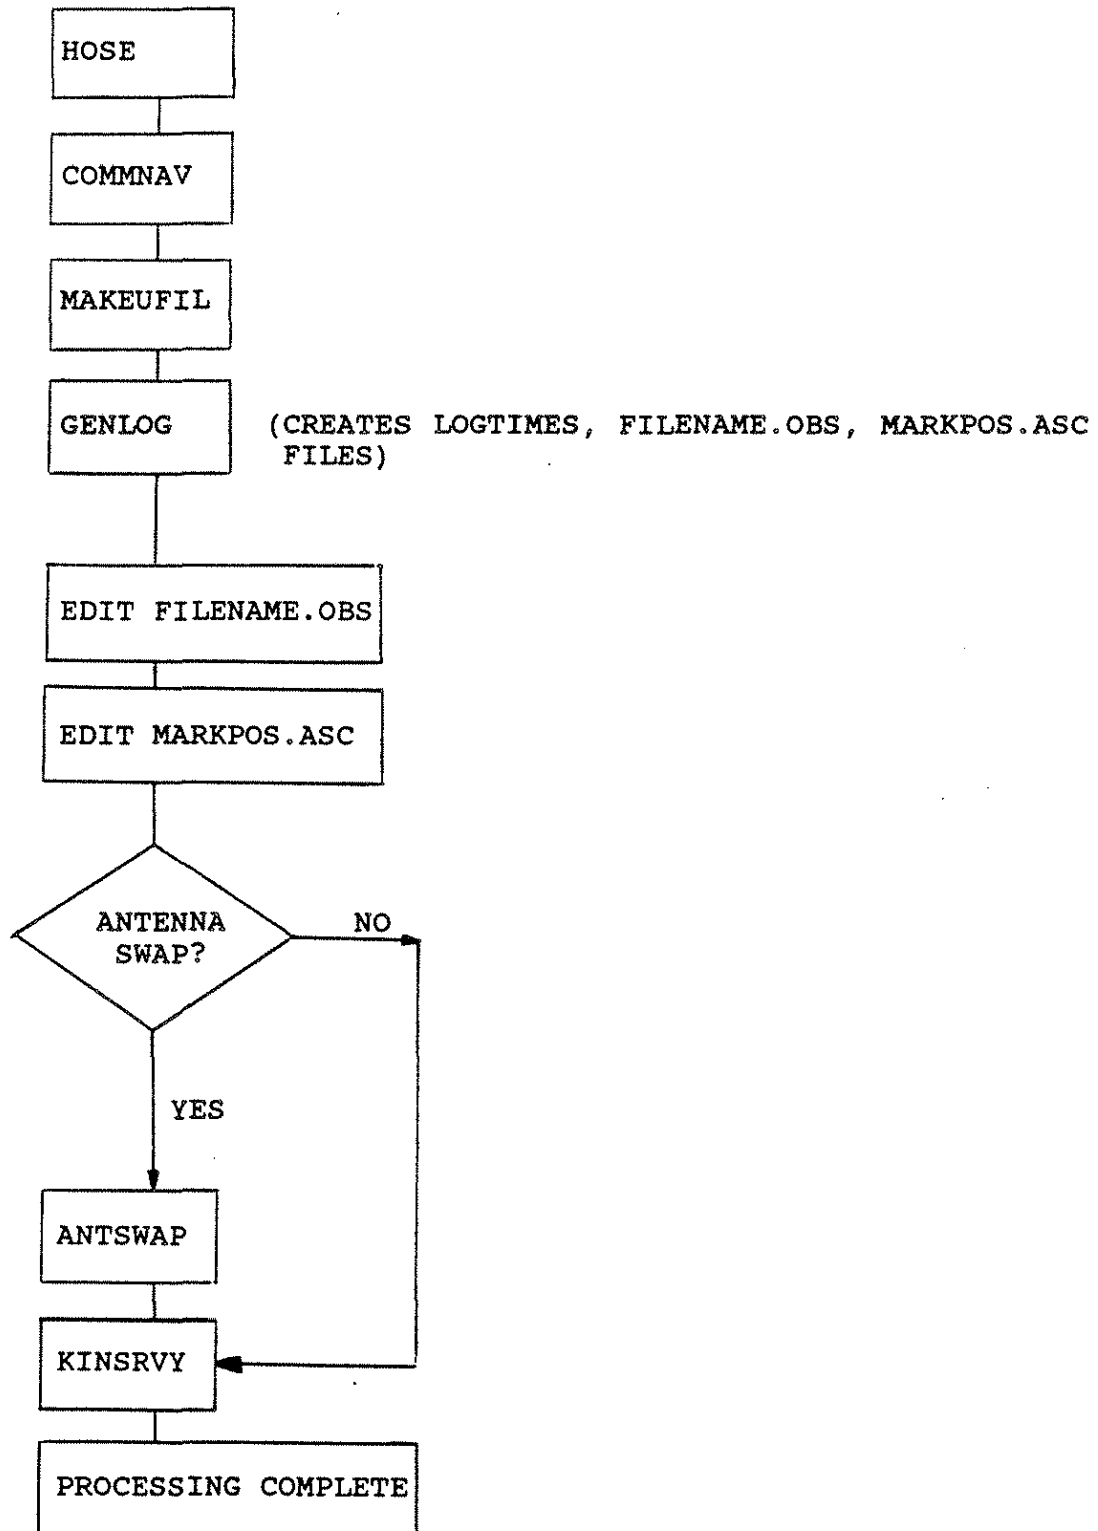 HOSE
COMMNAV
MAKEUFIL
GENLOG
(CREATES LOGTIMES, FILENAME.OBS, MARKPOS.ASC
FILES)
EDIT FILENAME.OBS
EDIT MARKPOS.ASC
ANTENNA
SWAP?
NO
YES
ANTSWAP
KINSRVY
PROCESSING COMPLETE